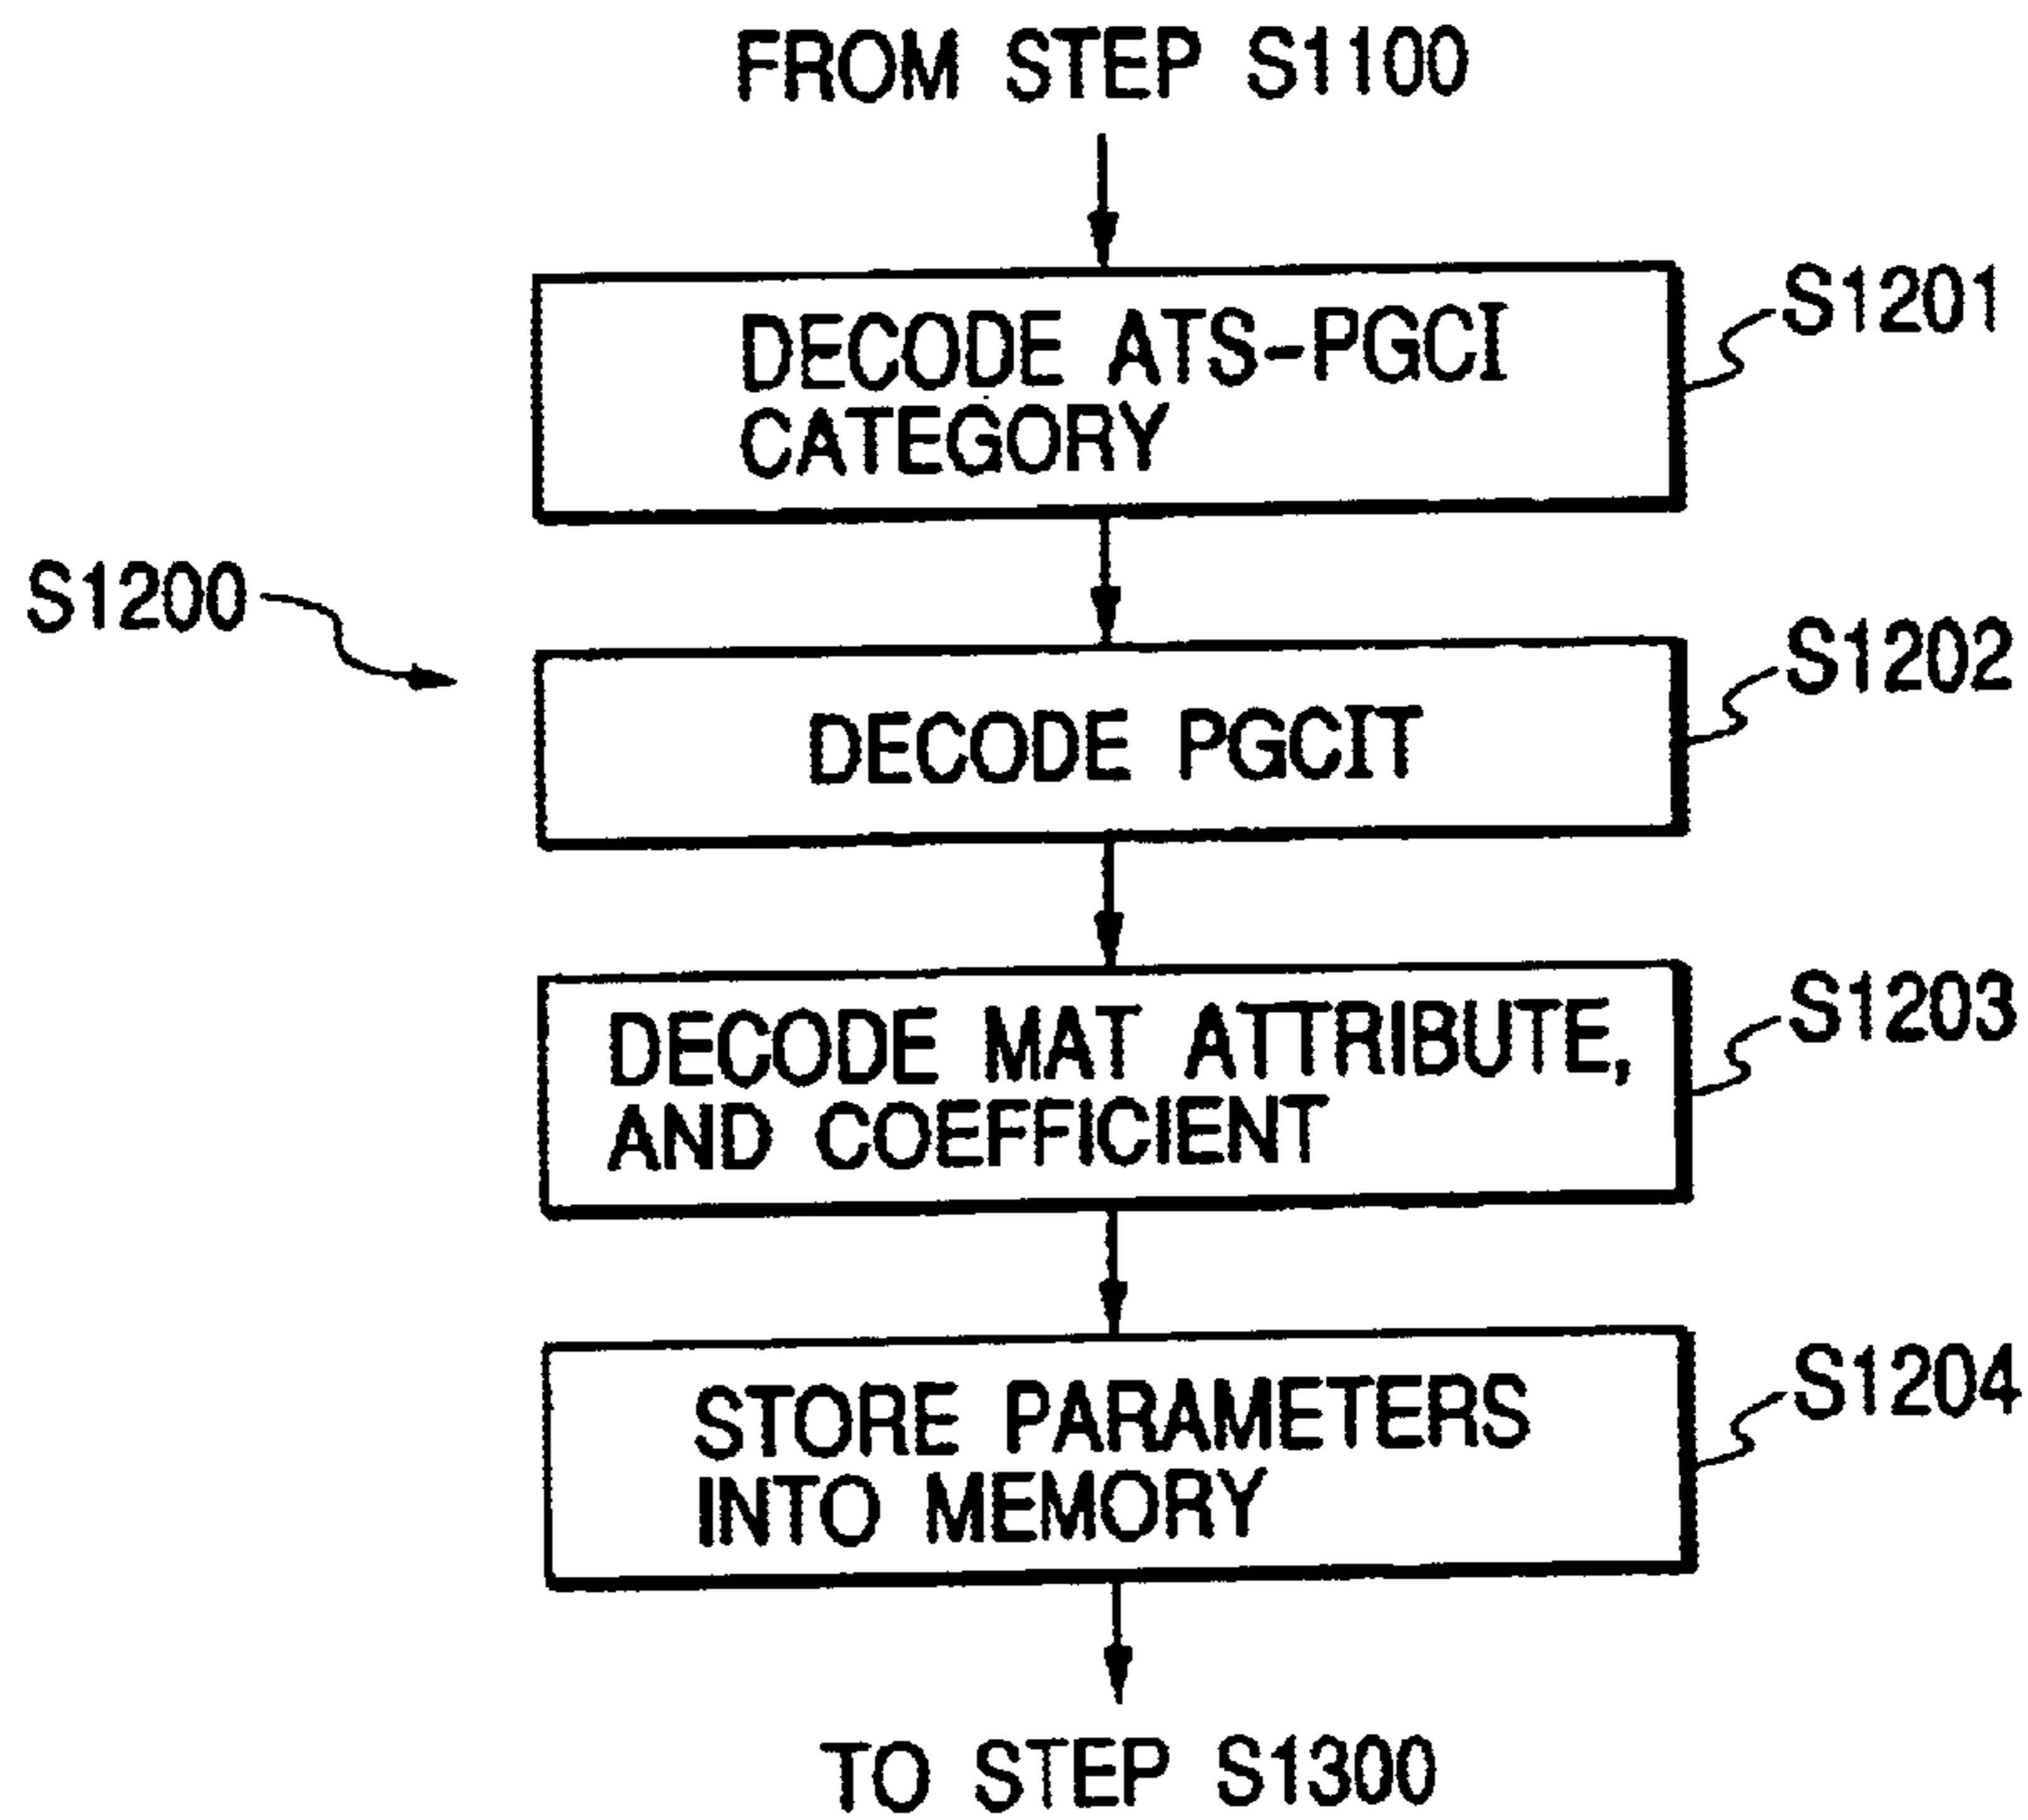 FROM STEP S1100
DECODE ATS-PGCI
CATEGORY
S1201
S1200
DECODE PGCIT
S1202
DECODE MAT ATTRIBUTE,
AND COEFFICIENT
S1203
STORE PARAMETERS
INTO MEMORY
S1204
TO STEP S1300